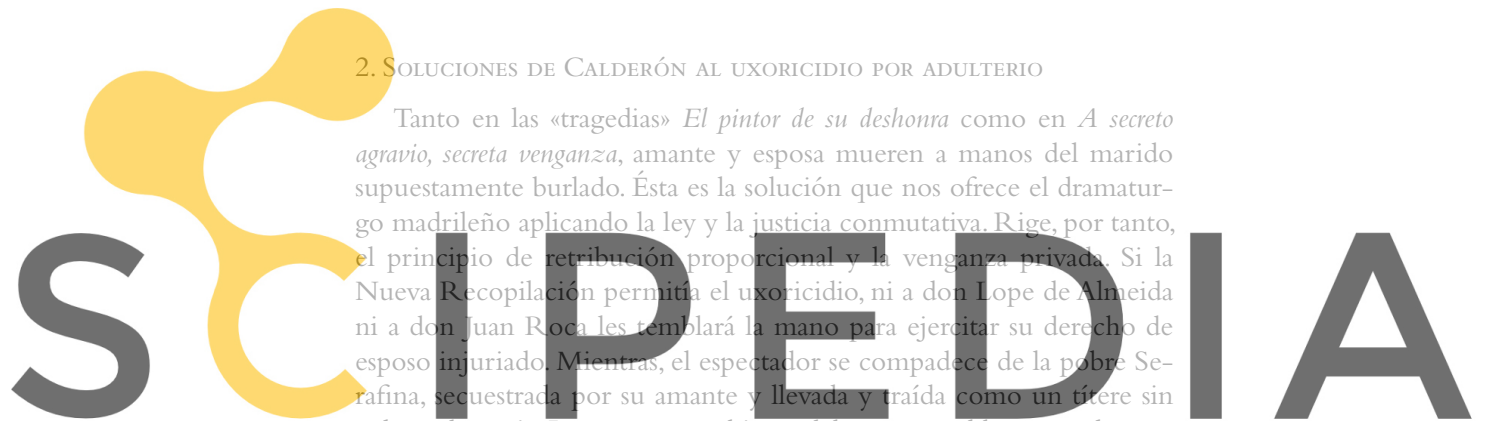 2. Soluciones de Calderón al uxoricidio por adulterio
Tanto en las «tragedias» El pintor de su deshonra como en A secreto
agravio, secreta venganza, amante y esposa mueren a manos del marido
supuestamente burlado. Ésta es la solución que nos ofrece el dramatur-
go madrileño aplicando la ley y la justicia conmutativa. Rige, por tanto,
el principio de retribución proporcional y la venganza privada. Si la
Nueva Recopilación permitía el uxoricidio, ni a don Lope de Almeida
ni a don Juan Roca les temblará la mano para ejercitar su derecho de
esposo injuriado. Mientras, el espectador se compadece de la pobre Se-
rafina, secuestrada por su amante y llevada y traída como un títere sin
SCIPEDIA